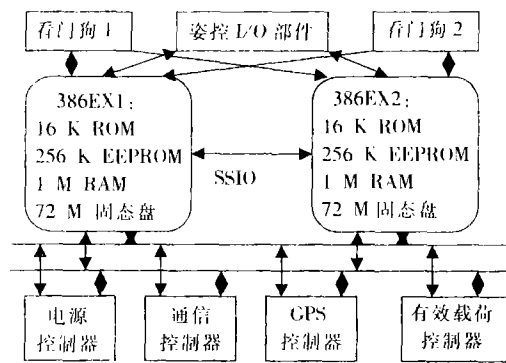 看门狗1
姿控 I/O 部件
看门狗2
386EX1:
16 K ROM
256 K EEPROM
1 M RAM
72 M 固态盘
SSIO
386EX2:
16 K ROM
256 K EEPROM
1 M RAM
72 M 固态盘
电源
控制器
通信
控制器
GPS
控制器
有效载荷
控制器